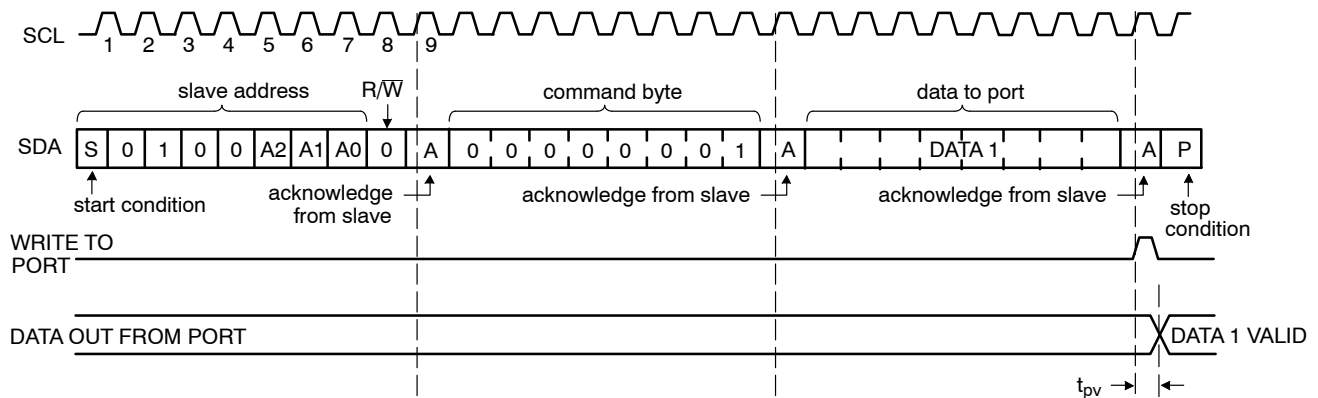 SCL
1 2 3 4 5 6 7 8 9
slave address R/W̅ command byte data to port
SDA S 0 1 0 0 A2 A1 A0 0 A 0 0 0 0 0 0 0 1 A DATA 1 A P
start condition
acknowledge
from slave
acknowledge from slave
acknowledge from slave
stop
condition
WRITE TO
PORT
DATA OUT FROM PORT
DATA 1 VALID
tpv